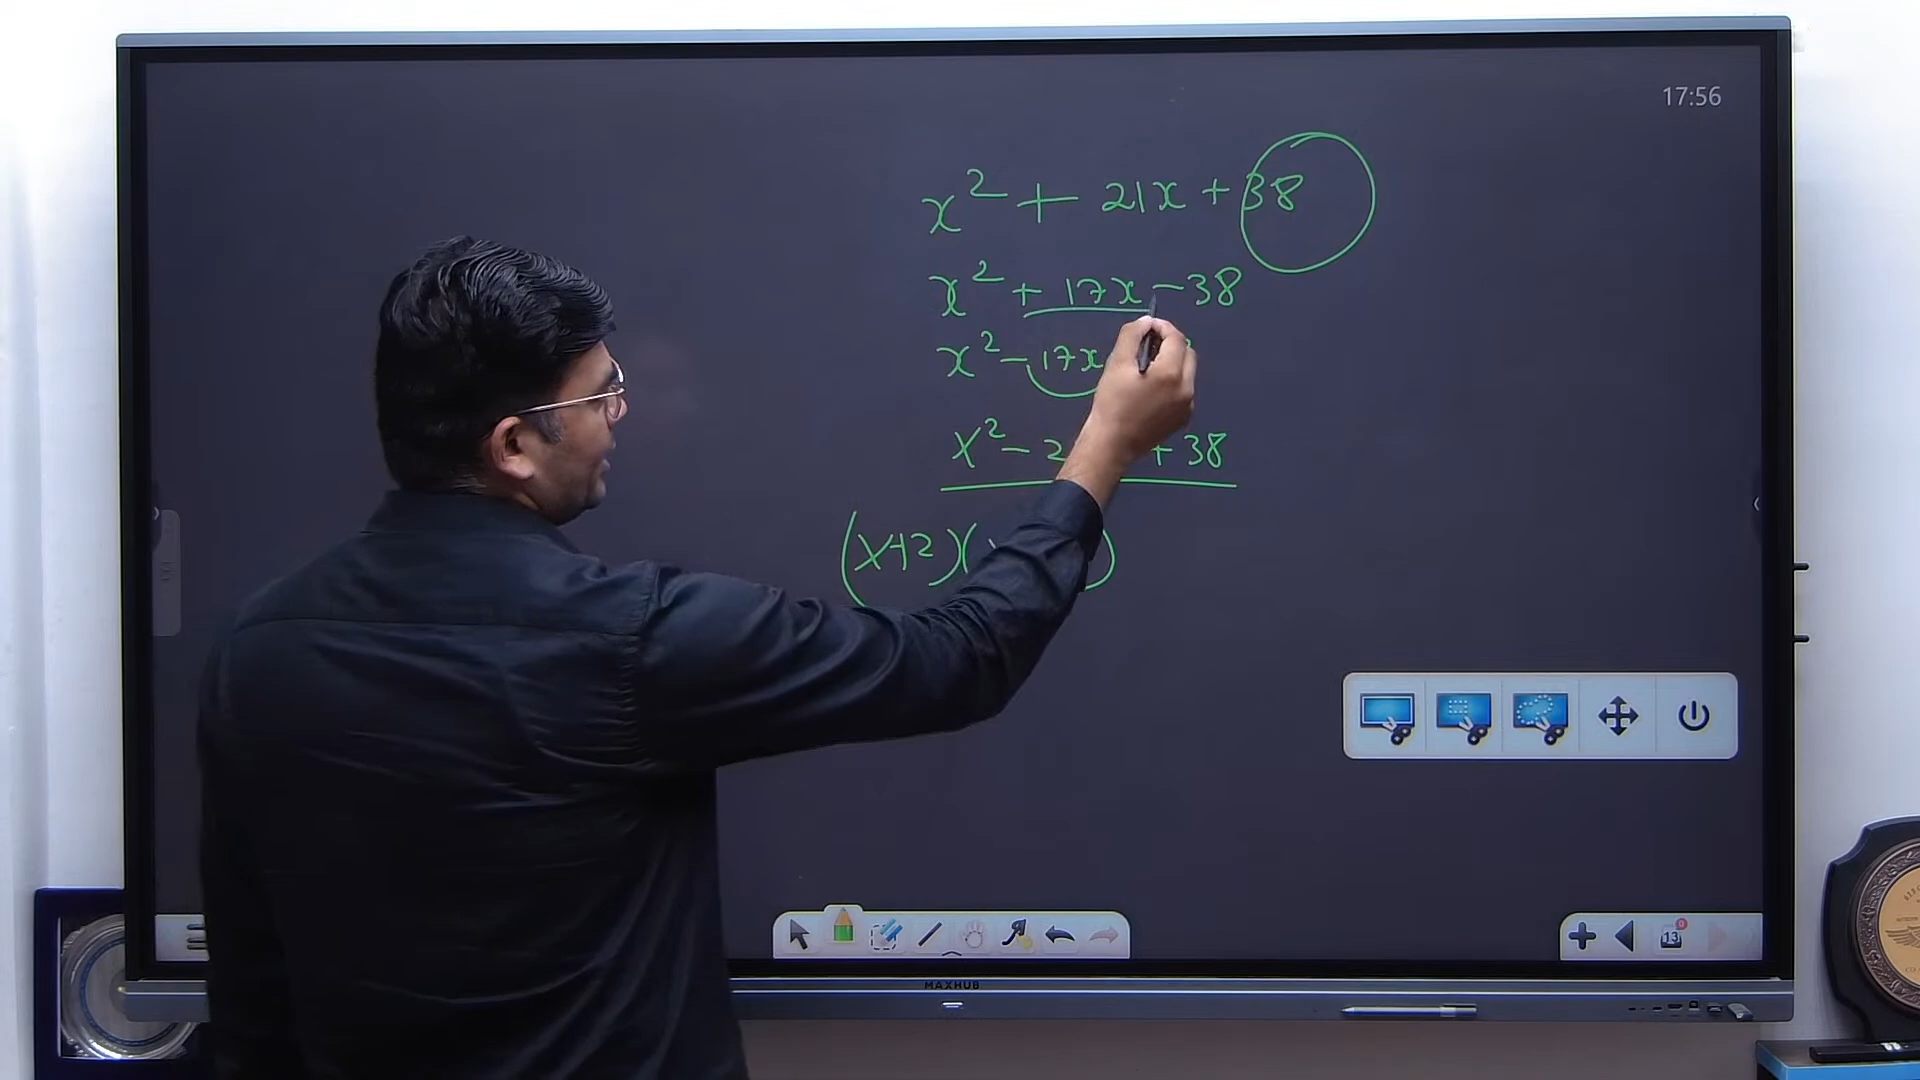 17:56
x² + 21x + 38
x² + 17x - 38
x² - 17x
x² - 2 + 38
(x+2)(
13
MAXHUB